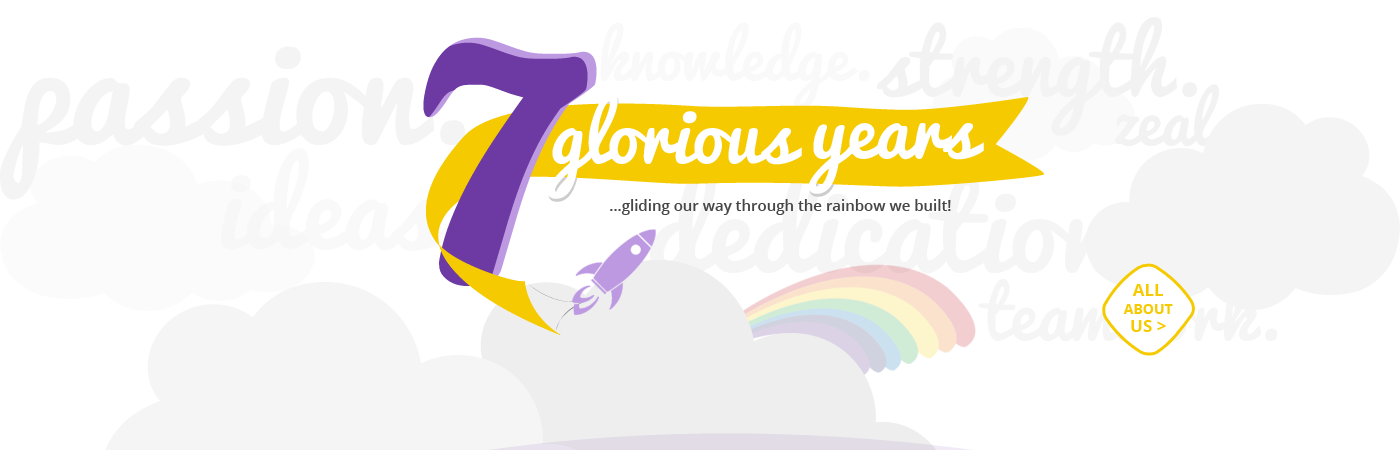 knowledge.
strength.
passion.
7 glorious years
zeal
ideas
...gliding our way through the rainbow we built!
dedication
ALL
ABOUT
US >